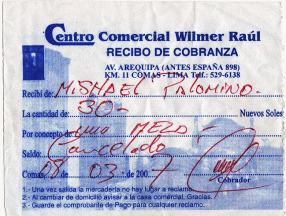 Centro Comercial Wilmer Raúl
RECIBO DE COBRANZA
AV. AREQUIPA (ANTES ESPAÑA 898)
KM. 11 COMAS - LIMA Telf.: 529-6138
Recibí de: MISHAEL PALOMINO.
La cantidad de: 30- Nuevos Soles
Por concepto de: una MESA
Saldo: Cancelado
Comas, 08 de 03 de 2007
Cobrador
1.- Una vez salida la mercadería no hay lugar a reclamo.
2.- Al cambiar de domicilio avisar a la casa comercial, Gracias.
3.- Guarde el comprobante de Pago para cualquier reclamo.